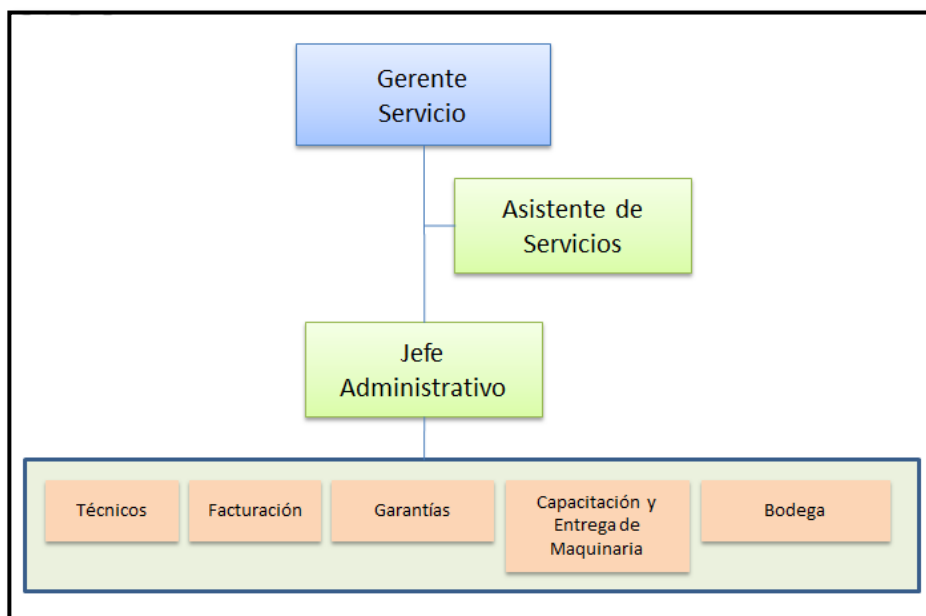 Gerente
Servicio
Asistente de
Servicios
Jefe
Administrativo
Técnicos
Facturación
Garantías
Capacitación y
Entrega de
Maquinaria
Bodega